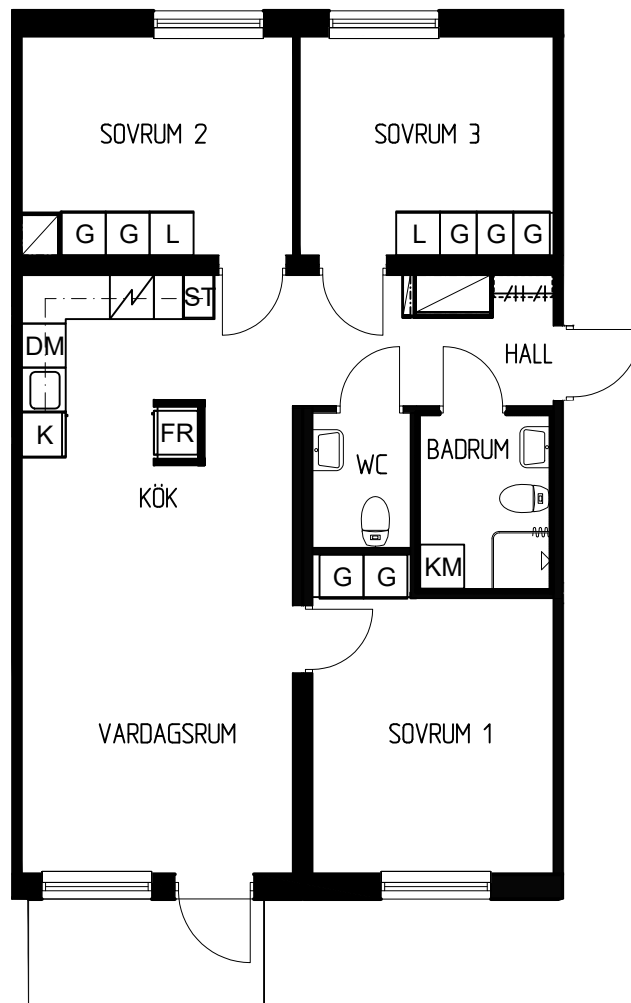 SOVRUM 2
SOVRUM 3
G G L
L G G G
ST
DM
HALL
K
FR
WC
BADRUM
KÖK
G G
KM
VARDAGSRUM
SOVRUM 1